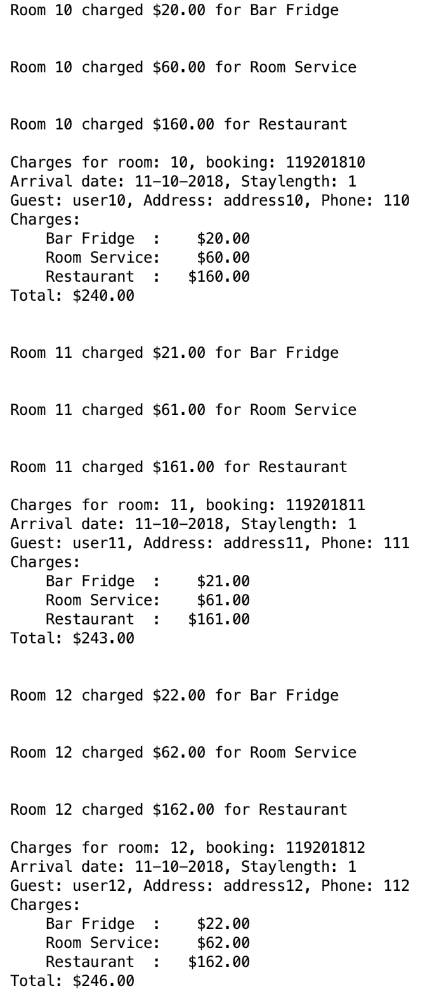 Room 10 charged $20.00 for Bar Fridge
Room 10 charged $60.00 for Room Service
Room 10 charged $160.00 for Restaurant
Charges for room: 10, booking: 119201810
Arrival date: 11-10-2018, Staylength: 1
Guest: user10, Address: address10, Phone: 110
Charges:
    Bar Fridge  :    $20.00
    Room Service:    $60.00
    Restaurant  :   $160.00
Total: $240.00
Room 11 charged $21.00 for Bar Fridge
Room 11 charged $61.00 for Room Service
Room 11 charged $161.00 for Restaurant
Charges for room: 11, booking: 119201811
Arrival date: 11-10-2018, Staylength: 1
Guest: user11, Address: address11, Phone: 111
Charges:
    Bar Fridge  :    $21.00
    Room Service:    $61.00
    Restaurant  :   $161.00
Total: $243.00
Room 12 charged $22.00 for Bar Fridge
Room 12 charged $62.00 for Room Service
Room 12 charged $162.00 for Restaurant
Charges for room: 12, booking: 119201812
Arrival date: 11-10-2018, Staylength: 1
Guest: user12, Address: address12, Phone: 112
Charges:
    Bar Fridge  :    $22.00
    Room Service:    $62.00
    Restaurant  :   $162.00
Total: $246.00